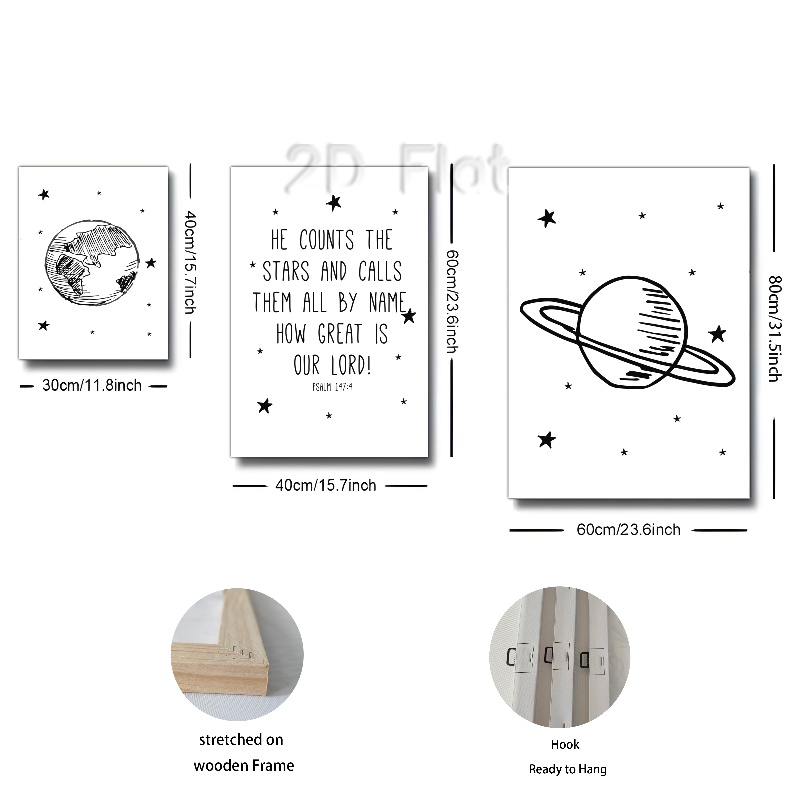 2D Flat
40cm/15.7inch
30cm/11.8inch
HE COUNTS THE
STARS AND CALLS
THEM ALL BY NAME
HOW GREAT IS
OUR LORD!
PSALM 147:4
60cm/23.6inch
40cm/15.7inch
80cm/31.5inch
60cm/23.6inch
stretched on
wooden Frame
Hook
Ready to Hang